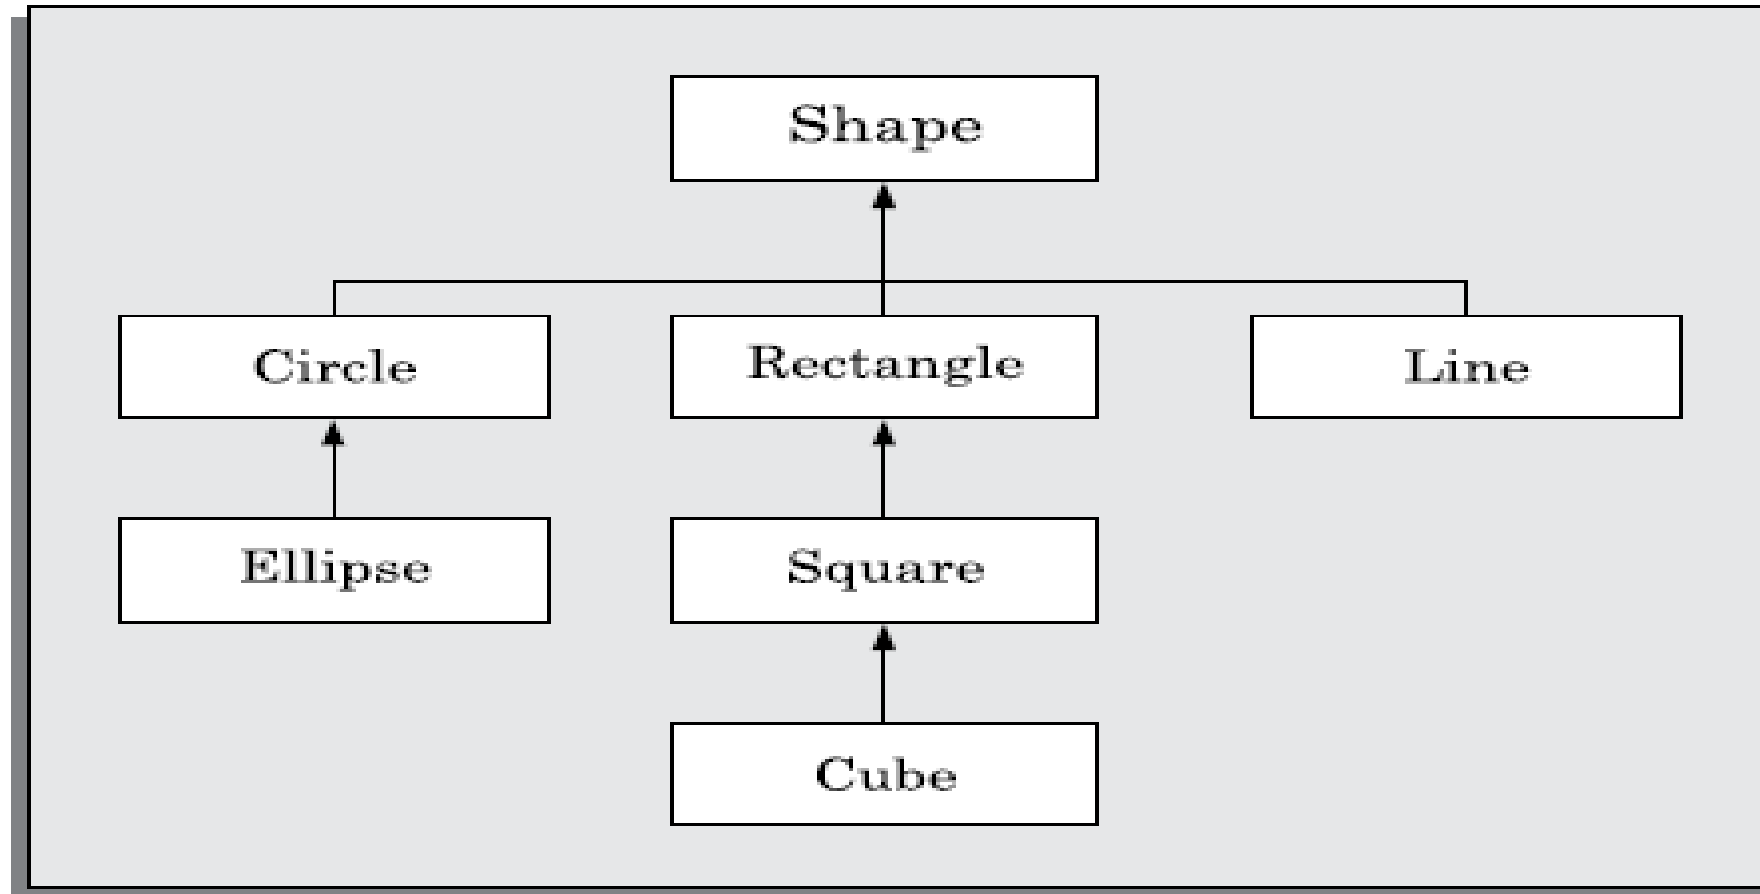 Shape
Circle
Rectangle
Line
Ellipse
Square
Cube